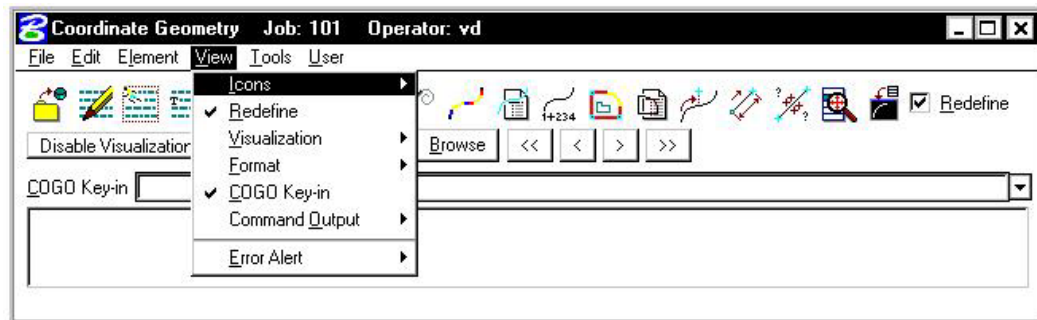 Coordinate Geometry Job: 101 Operator: vd
File Edit Element View Tools User
Icons
Redefine
Visualization
Format
COGO Key-in
Command Output
Error Alert
1+234
Redefine
Disable Visualization
Browse << < > >>
COGO Key-in